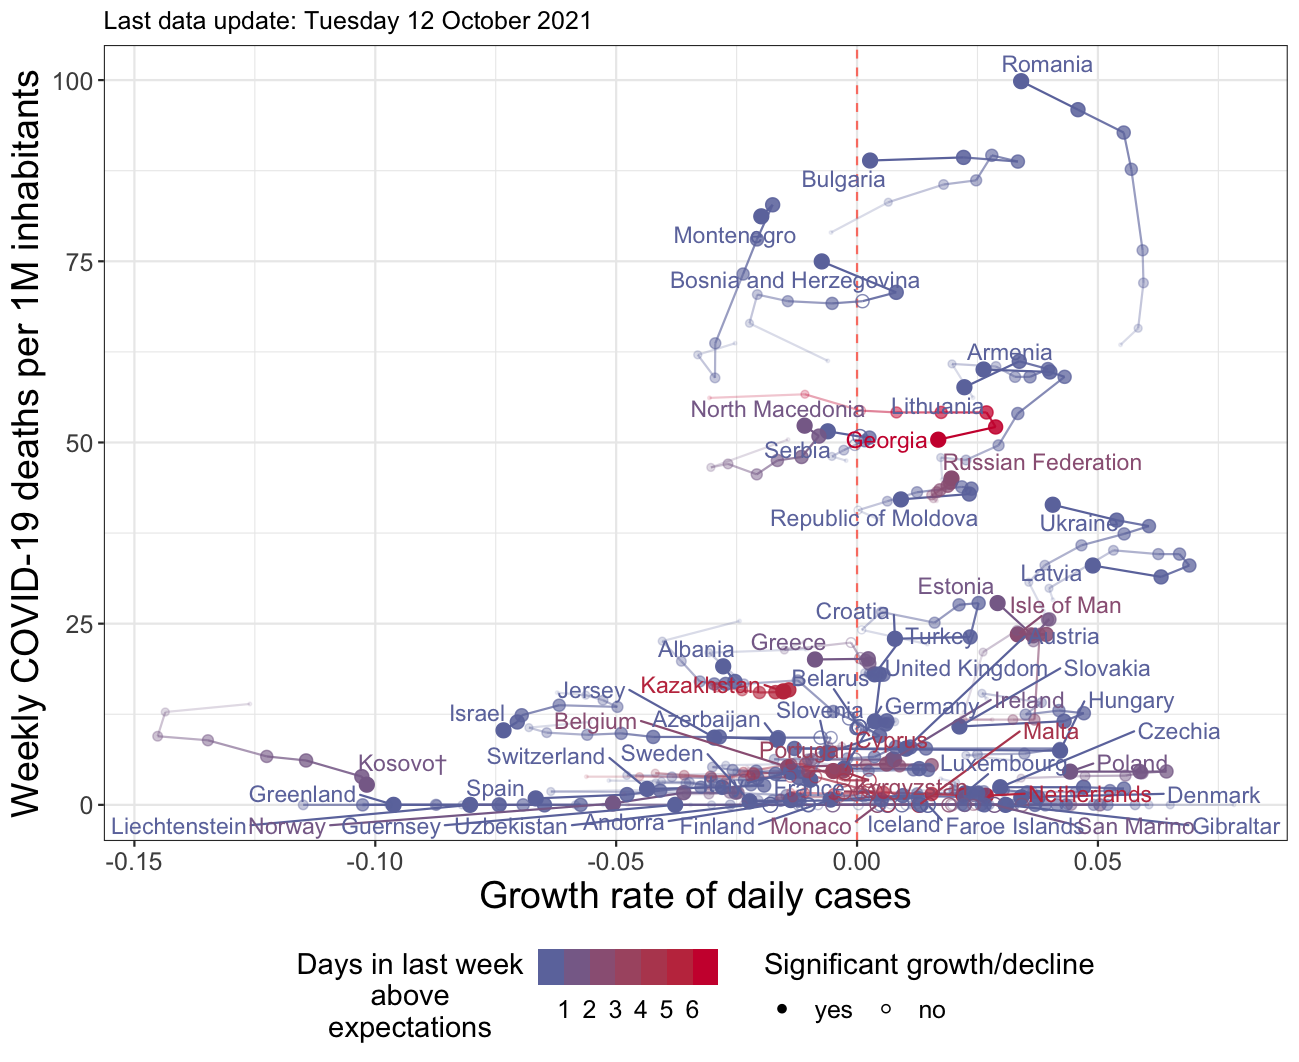 Last data update: Tuesday 12 October 2021
Weekly COVID-19 deaths per 1M inhabitants
100
75
50
25
0
Romania
Bulgaria
Montenegro
Bosnia and Herzegovina
Armenia
North Macedonia
Lithuania
Serbia
Georgia
Russian Federation
Republic of Moldova
Ukraine
Latvia
Estonia
Isle of Man
Croatia
Turkey
Austria
Greece
Albania
United Kingdom
Slovakia
Kazakhstan
Belarus
Jersey
Ireland
Hungary
Israel
Belgium
Azerbaijan
Slovenia
Germany
Malta
Czechia
Switzerland
Sweden
Portugal
Cyprus
Kosovo†
Luxembourg
Poland
Greenland
Spain
France
Kyrgyzstan
Netherlands
Denmark
Liechtenstein
Norway
Guernsey
Uzbekistan
Andorra
Finland
Monaco
Iceland
Faroe Islands
San Marino
Gibraltar
-0.15
-0.10
-0.05
0.00
0.05
Growth rate of daily cases
Days in last week
above
expectations
1 2 3 4 5 6
Significant growth/decline
yes
no